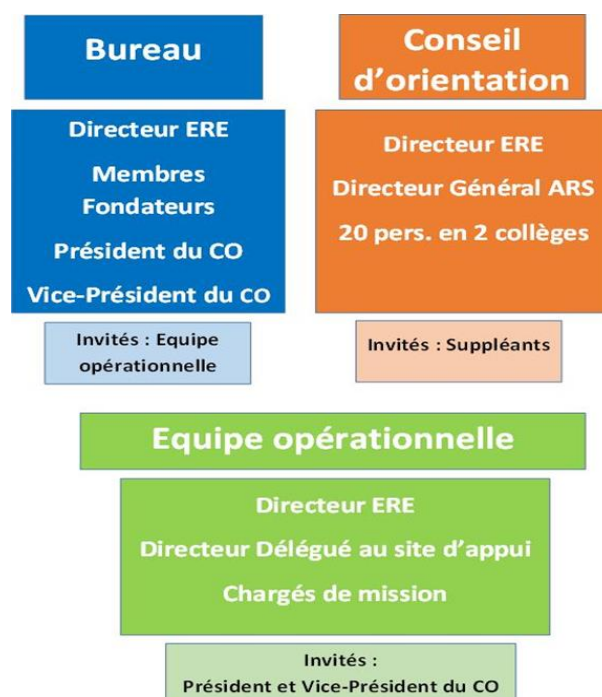 Bureau
Directeur ERE
Membres
Fondateurs
Président du CO
Vice-Président du CO
Invités : Equipe
opérationnelle
Conseil
d'orientation
Directeur ERE
Directeur Général ARS
20 pers. en 2 collèges
Invités : Suppléants
Equipe opérationnelle
Directeur ERE
Directeur Délégué au site d'appui
Chargés de mission
Invités :
Président et Vice-Président du CO